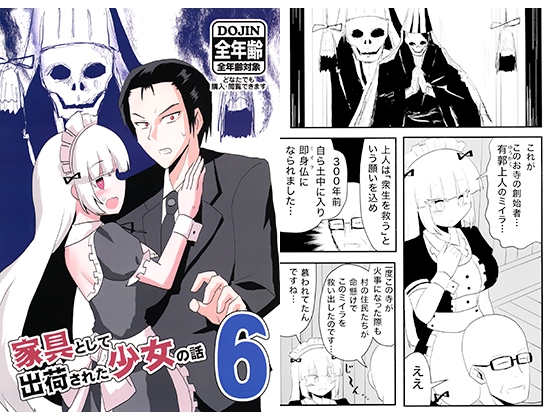 DOJIN
全年齢
全年齢対象
どなたでも
購入・閲覧できます
家具として
出荷された少女の話
6
これが
このお寺の創始者…
有郭上人のミイラ…
上人は、「衆生を救う」と
いう願いを込め
300年前
自ら土中に入り
即身仏に
なられました…
ええ
一度この寺が
火事になった際も
村の住民たちが
命懸けで
このミイラを
救い出したのです…
慕われてたん
ですね…
じ〜ん…